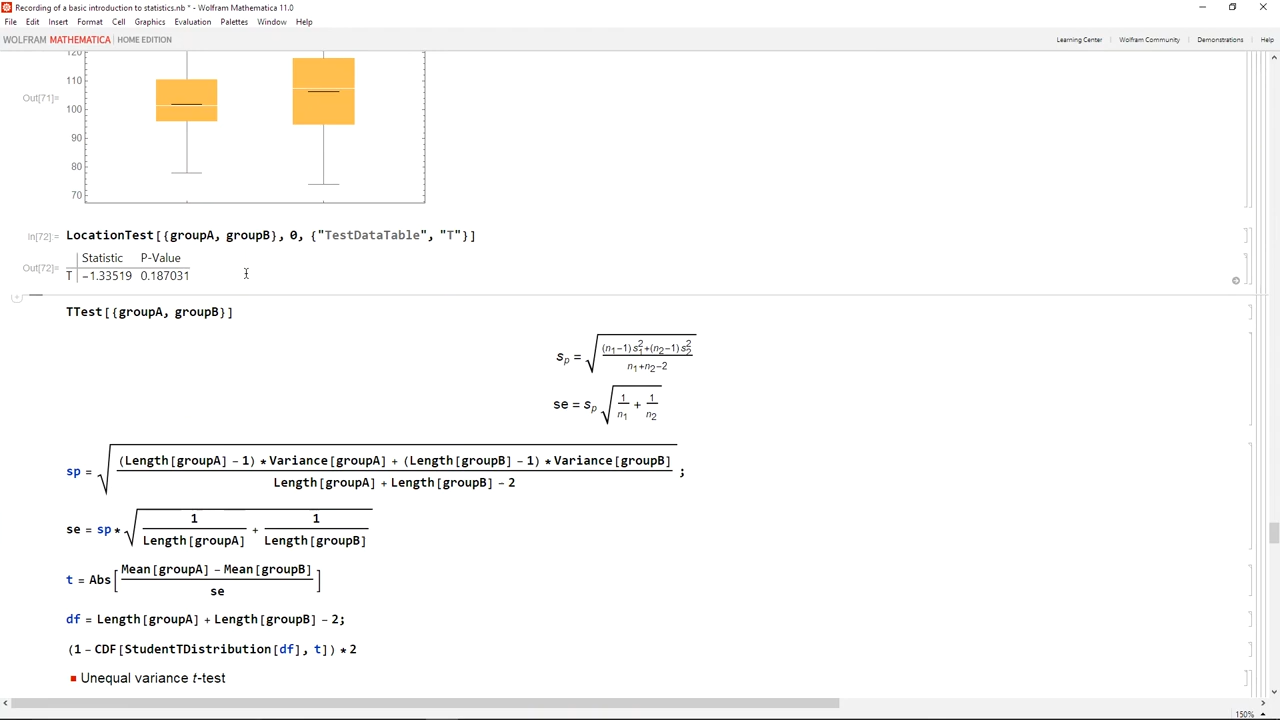 Recording of a basic introduction to statistics.nb * - Wolfram Mathematica 11.0
File Edit Insert Format Cell Graphics Evaluation Palettes Window Help
WOLFRAM MATHEMATICA | HOME EDITION
Learning Center | Wolfram Community | Demonstrations | Help
120
110
Out[71]=
100
90
80
70
In[72]:= LocationTest[{groupA, groupB}, 0, {"TestDataTable", "T"}]
Out[72]=
Statistic P-Value
T -1.33519 0.187031
TTest[{groupA, groupB}]
s_p = √(((n₁-1) s₁²+(n₂-1) s₂²)/(n₁+n₂-2))
se = s_p √(1/n₁ + 1/n₂)
sp = √(((Length[groupA] - 1) * Variance[groupA] + (Length[groupB] - 1) * Variance[groupB])/(Length[groupA] + Length[groupB] - 2)) ;
se = sp * √(1/Length[groupA] + 1/Length[groupB])
t = Abs[(Mean[groupA] - Mean[groupB])/se]
df = Length[groupA] + Length[groupB] - 2;
(1 - CDF[StudentTDistribution[df], t]) * 2
Unequal variance t-test
150%